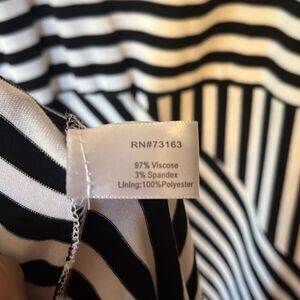 RN#73163
97% Viscose
3% Spandex
Lining:100%Polyester